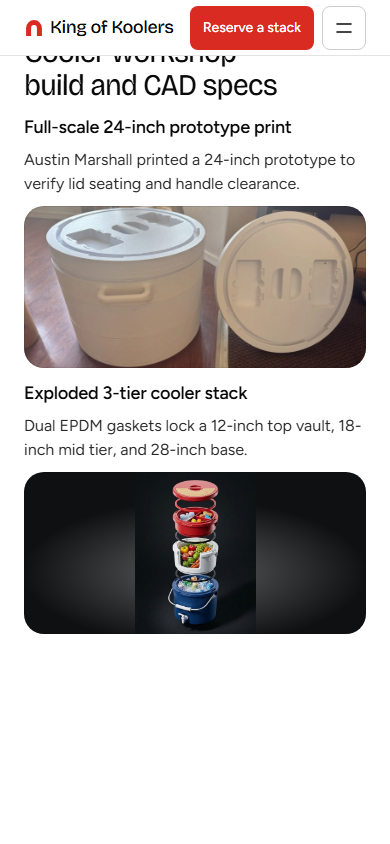 King of Koolers
Reserve a stack
Cooler workshop
build and CAD specs
Full-scale 24-inch prototype print
Austin Marshall printed a 24-inch prototype to
verify lid seating and handle clearance.
Exploded 3-tier cooler stack
Dual EPDM gaskets lock a 12-inch top vault, 18-
inch mid tier, and 28-inch base.